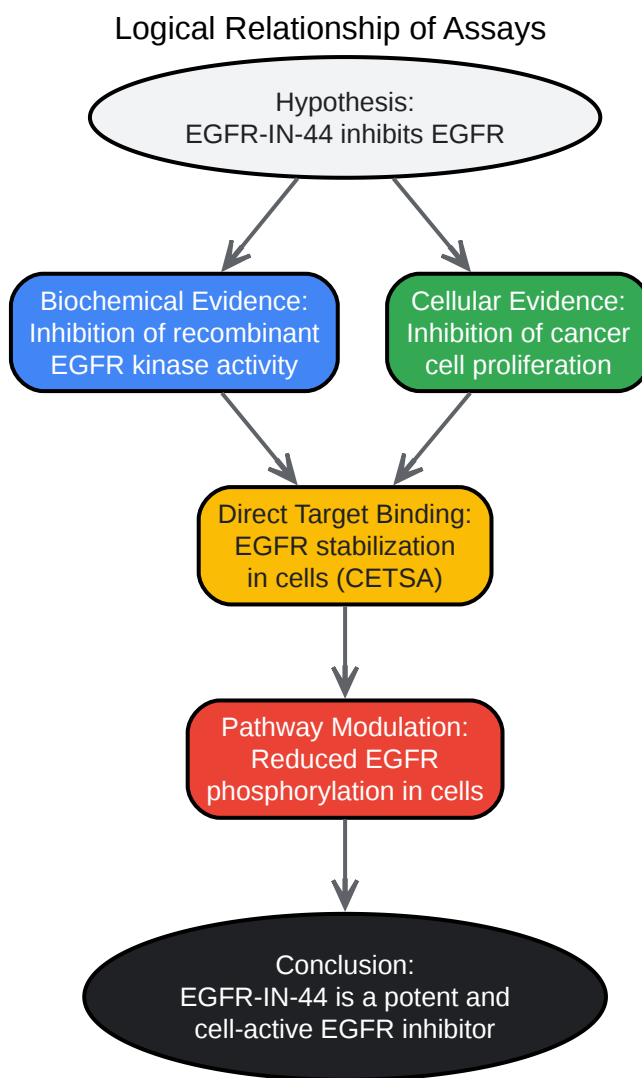 Logical Relationship of Assays
Hypothesis:
EGFR-IN-44 inhibits EGFR
Biochemical Evidence:
Inhibition of recombinant
EGFR kinase activity
Cellular Evidence:
Inhibition of cancer
cell proliferation
Direct Target Binding:
EGFR stabilization
in cells (CETSA)
Pathway Modulation:
Reduced EGFR
phosphorylation in cells
Conclusion:
EGFR-IN-44 is a potent and
cell-active EGFR inhibitor